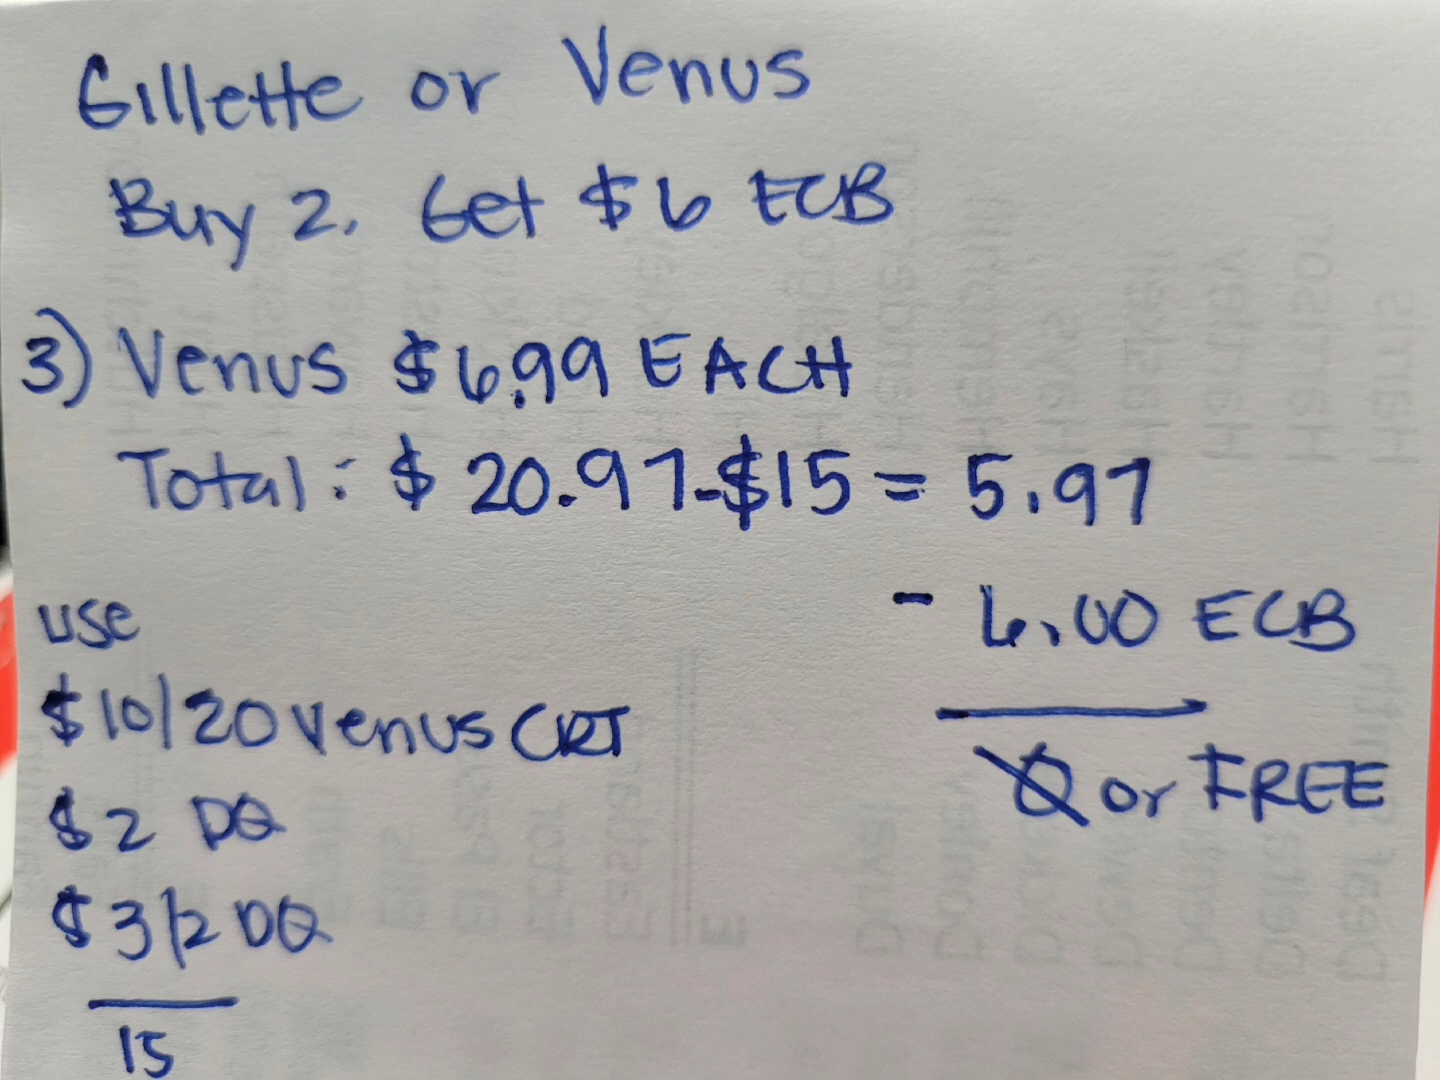 Gillette or Venus
Buy 2, Get $6 ECB
3) Venus $6.99 EACH
Total: $20.97-$15 = 5.97
- 6.00 ECB
0 or FREE
use
$10/20 Venus CRT
$2 DQ
$3/2 DQ
15